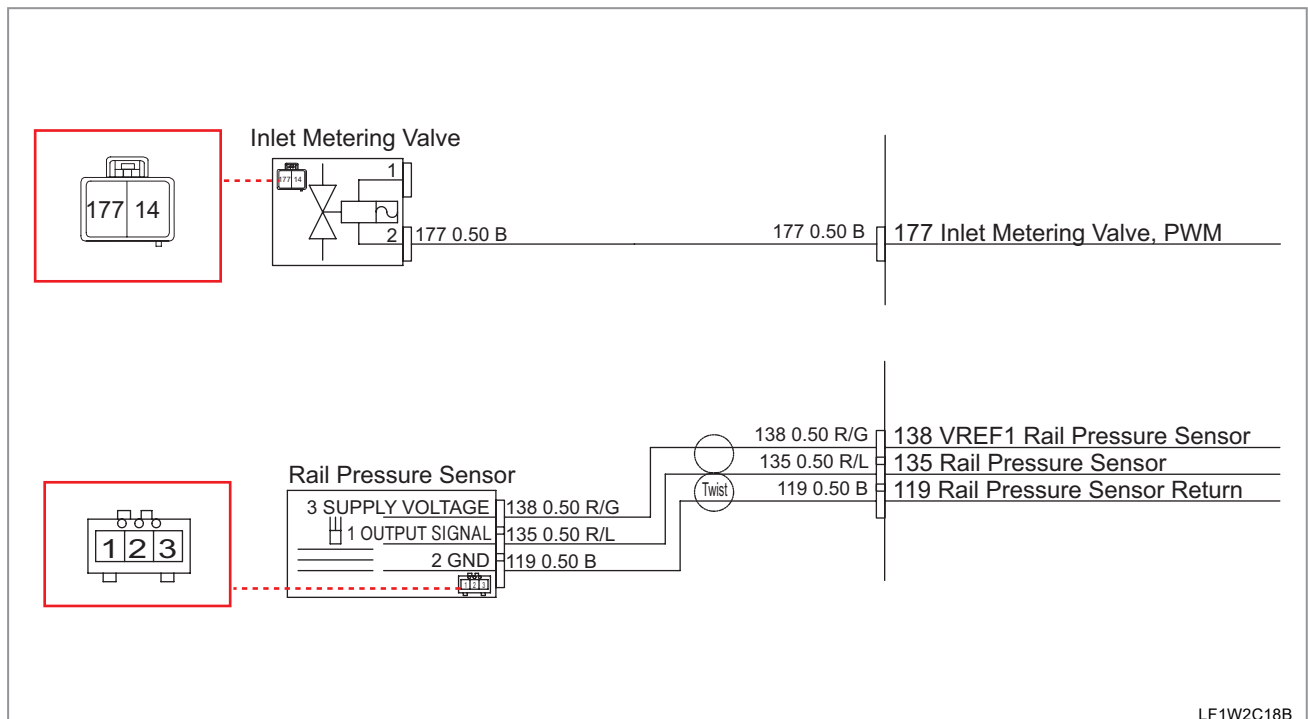 Inlet Metering Valve
177 14
177 14
1
2
177 0.50 B
177 0.50 B
177 Inlet Metering Valve, PWM
138 0.50 R/G
138 VREF1 Rail Pressure Sensor
135 0.50 R/L
135 Rail Pressure Sensor
Twist
119 0.50 B
119 Rail Pressure Sensor Return
Rail Pressure Sensor
3 SUPPLY VOLTAGE
138 0.50 R/G
1 OUTPUT SIGNAL
135 0.50 R/L
2 GND
119 0.50 B
1 2 3
1 2 3
LF1W2C18B